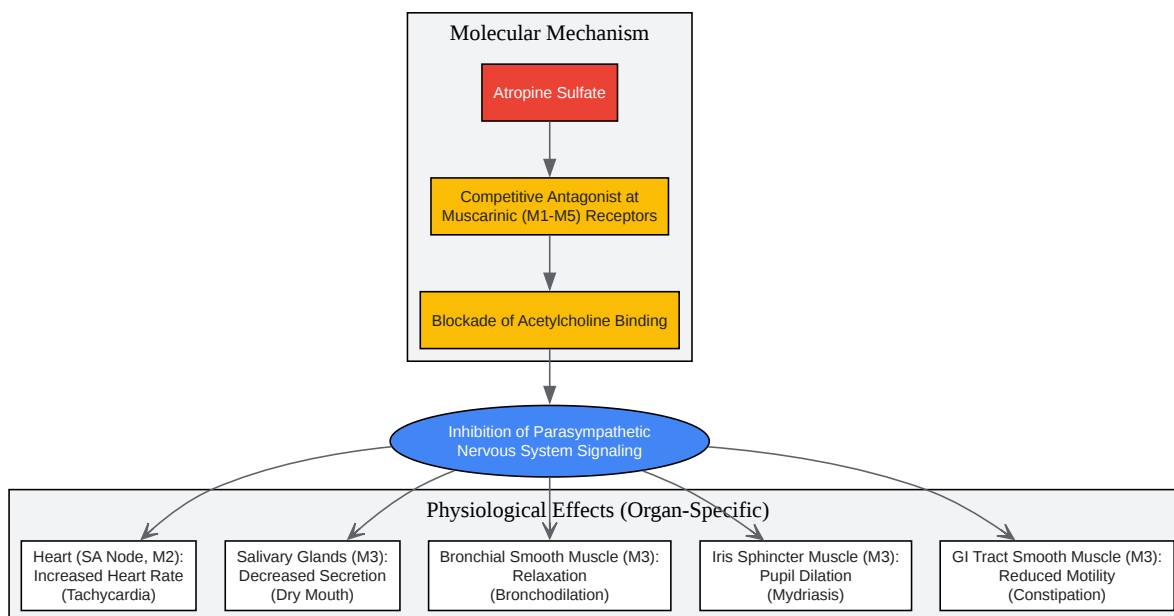 Molecular Mechanism
Atropine Sulfate
Competitive Antagonist at
Muscarinic (M1-M5) Receptors
Blockade of Acetylcholine Binding
Inhibition of Parasympathetic
Nervous System Signaling
Physiological Effects (Organ-Specific)
Heart (SA Node, M2):
Increased Heart Rate
(Tachycardia)
Salivary Glands (M3):
Decreased Secretion
(Dry Mouth)
Bronchial Smooth Muscle (M3):
Relaxation
(Bronchodilation)
Iris Sphincter Muscle (M3):
Pupil Dilation
(Mydriasis)
GI Tract Smooth Muscle (M3):
Reduced Motility
(Constipation)